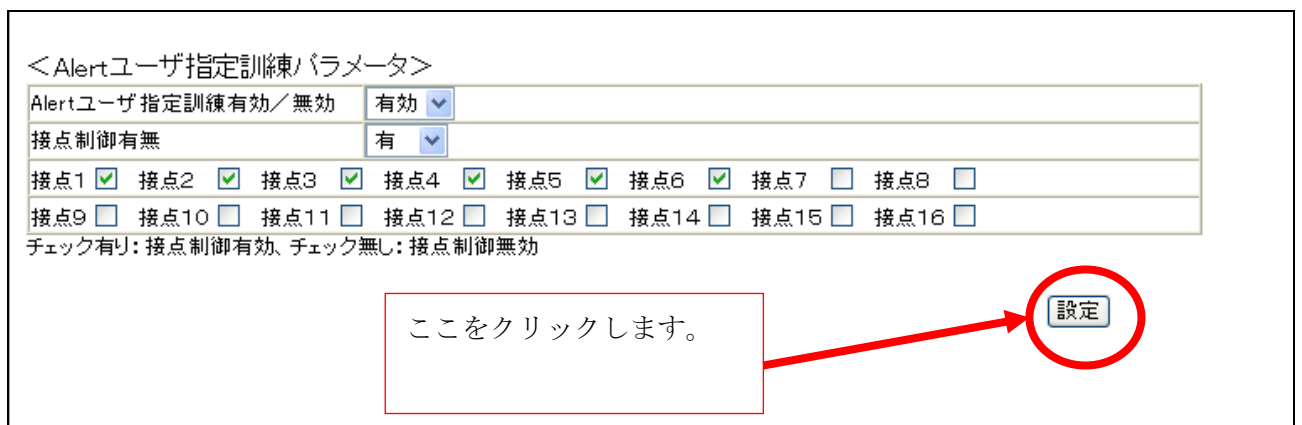 ＜Alertユーザ指定訓練パラメータ＞
Alertユーザ指定訓練有効／無効 有効
接点制御有無 有
接点1 接点2 接点3 接点4 接点5 接点6 接点7 接点8
接点9 接点10 接点11 接点12 接点13 接点14 接点15 接点16
チェック有り：接点制御有効、チェック無し：接点制御無効
設定
ここをクリックします。